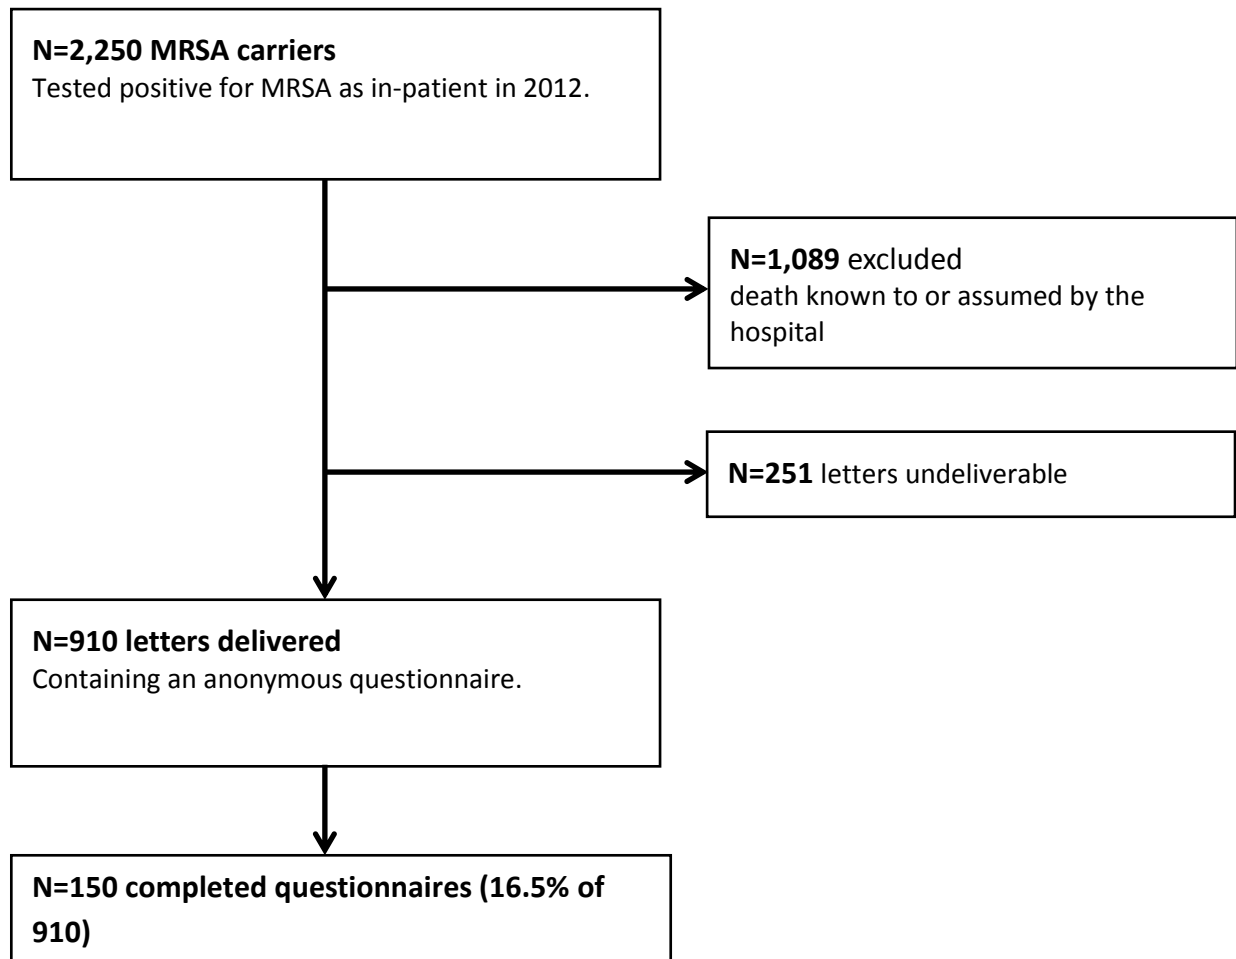 N=2,250 MRSA carriers
Tested positive for MRSA as in-patient in 2012.
N=1,089 excluded
death known to or assumed by the
hospital
N=251 letters undeliverable
N=910 letters delivered
Containing an anonymous questionnaire.
N=150 completed questionnaires (16.5% of
910)